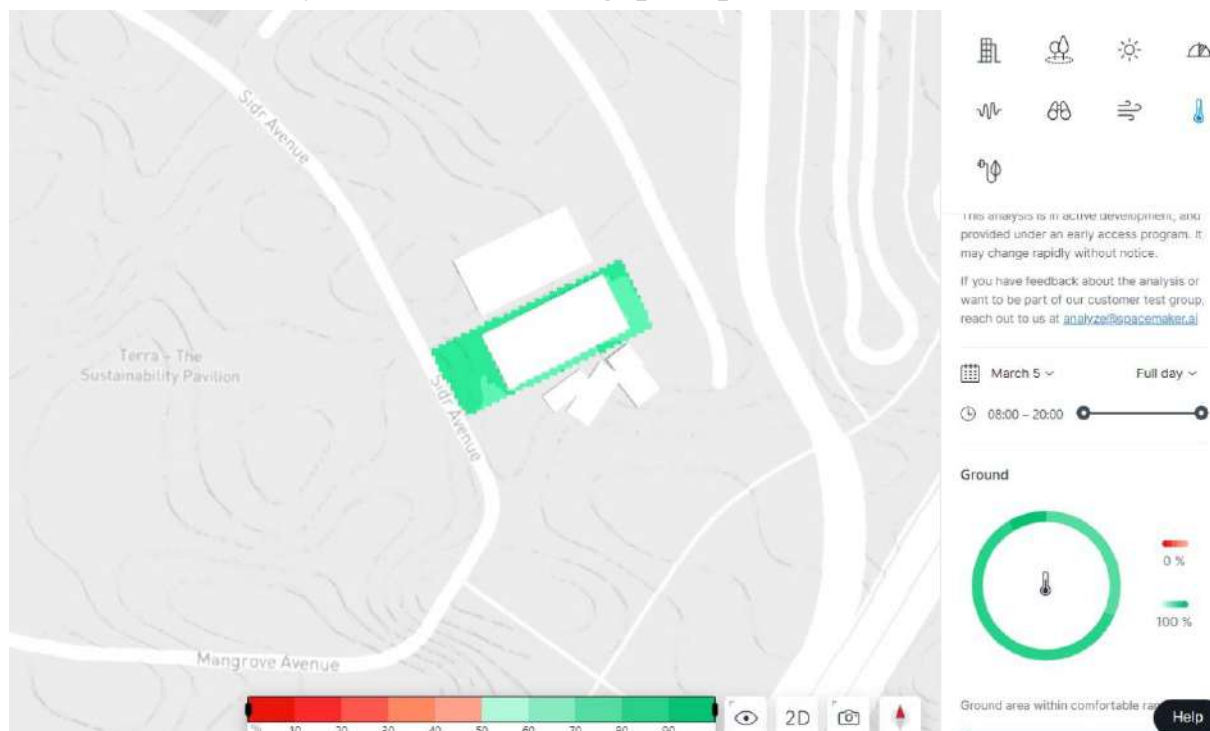 Sidr Avenue
Terra – The
Sustainability Pavilion
Sidr Avenue
Mangrove Avenue
% 10 20 30 40 50 60 70 80 90
2D
This analysis is in active development, and
provided under an early access program. It
may change rapidly without notice.
If you have feedback about the analysis or
want to be part of our customer test group,
reach out to us at analyze@spacemaker.ai
March 5
Full day
08:00 – 20:00
Ground
0 %
100 %
Ground area within comfortable
Help